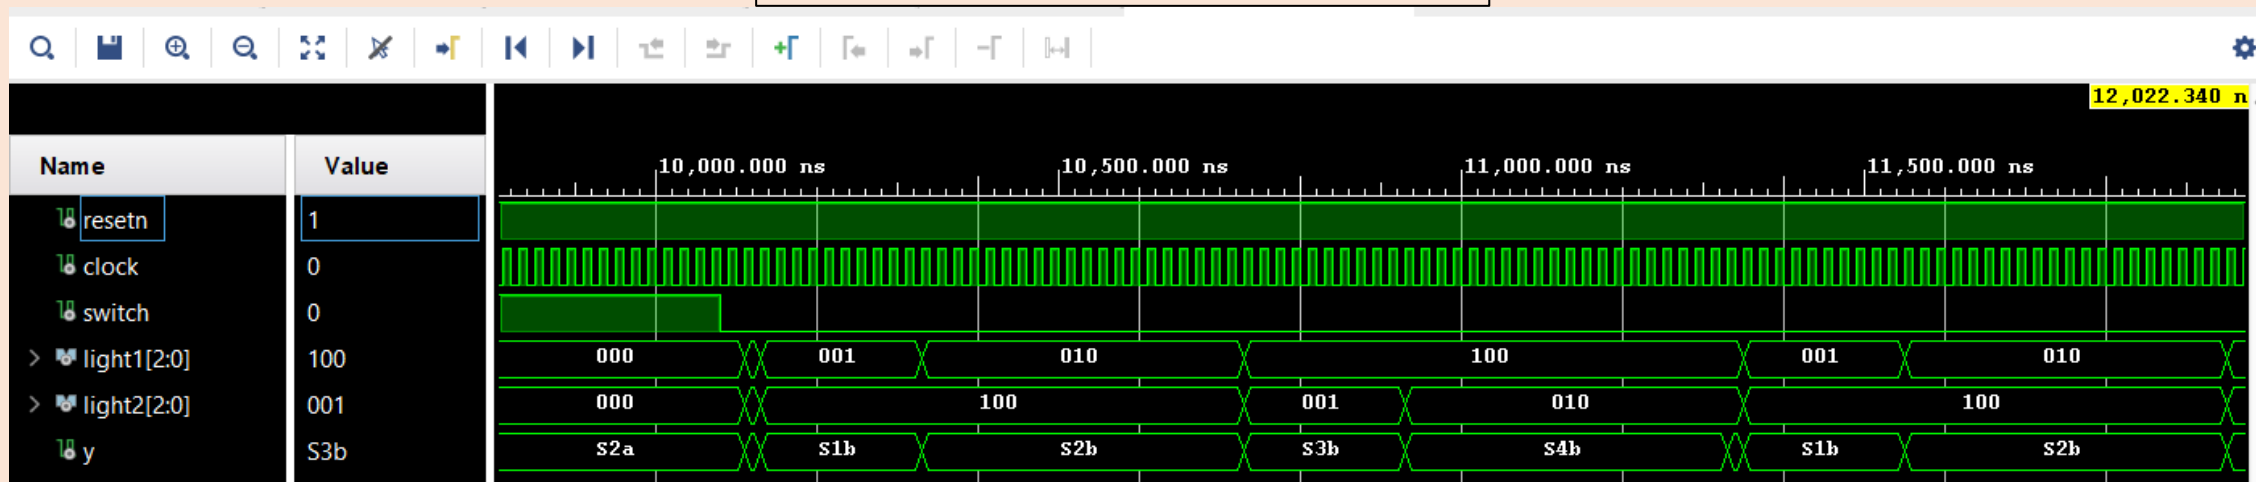 12,022.340 n
Name Value
10,000.000 ns 10,500.000 ns 11,000.000 ns 11,500.000 ns
resetn 1
clock 0
switch 0
light1[2:0] 100 000 001 010 100 001 010
light2[2:0] 001 000 100 001 010 100
y S3b S2a S1b S2b S3b S4b S1b S2b